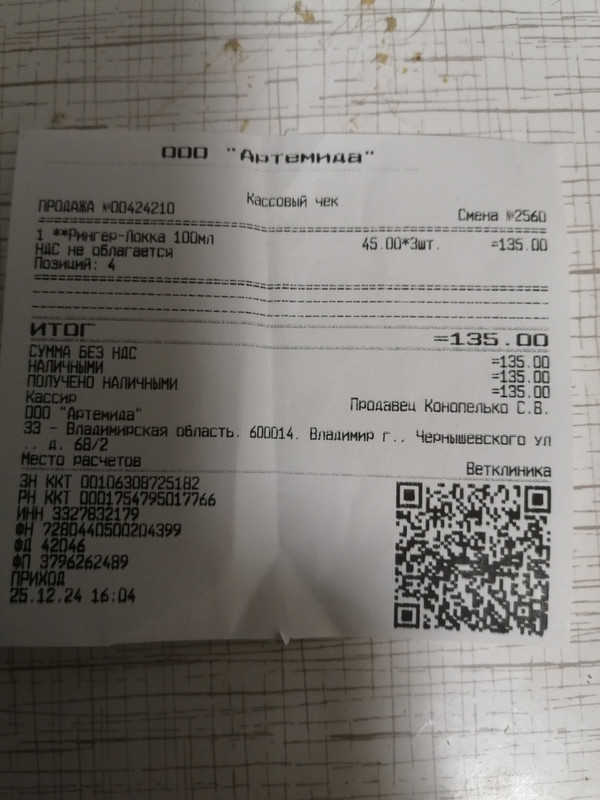 ООО "Артемида"
Кассовый чек
ПРОДАЖА №00424210 Смена №2560
1 **Рингер-Локка 100мл 45.00*3шт. =135.00
НДС не облагается
Позиций: 4
ИТОГ =135.00
СУММА БЕЗ НДС =135.00
НАЛИЧНЫМИ =135.00
ПОЛУЧЕНО НАЛИЧНЫМИ =135.00
Кассир Продавец Конопелько С.В.
ООО "Артемида"
33 - Владимирская область, 600014, Владимир г., Чернышевского ул
., д. 68/2
Место расчетов Ветклиника
ЗН ККТ 00106308725182
РН ККТ 0001754795017766
ИНН 3327832179
ФН 7280440500204399
ФД 42046
ФП 3796262489
ПРИХОД
25.12.24 16:04